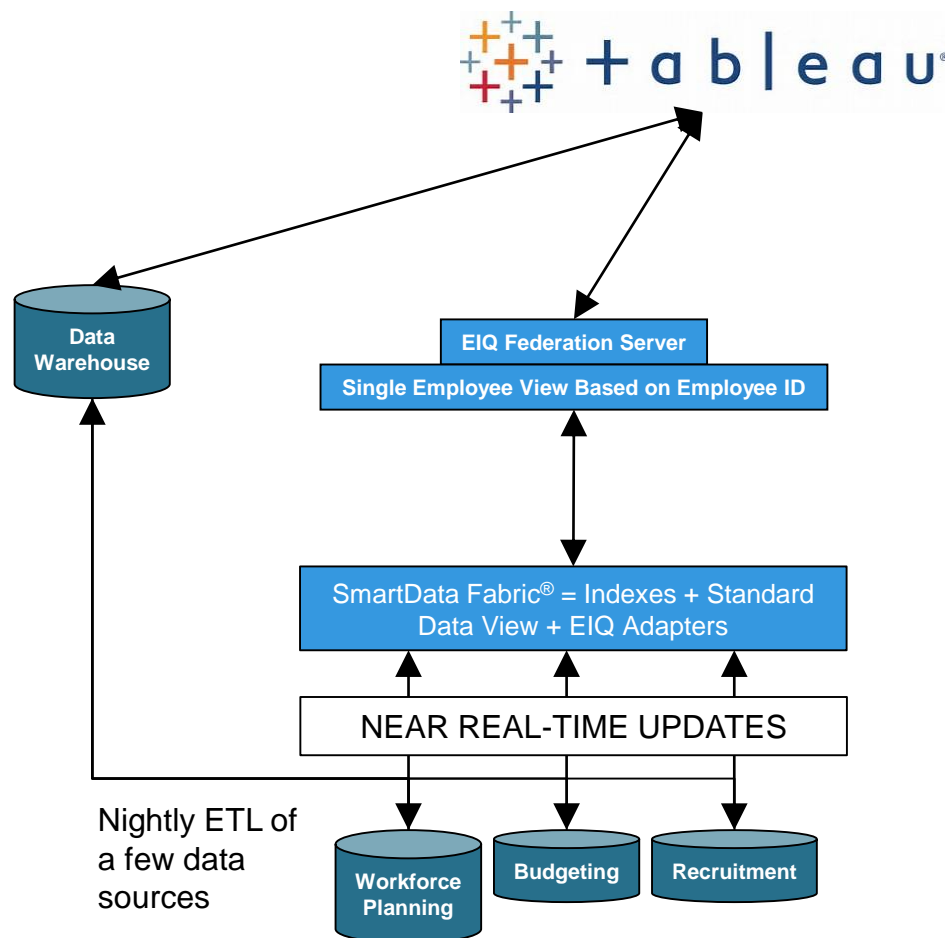 +ableau®
Data
Warehouse
EIQ Federation Server
Single Employee View Based on Employee ID
SmartData Fabric® = Indexes + Standard
Data View + EIQ Adapters
NEAR REAL-TIME UPDATES
Nightly ETL of
a few data
sources
Workforce
Planning
Budgeting
Recruitment